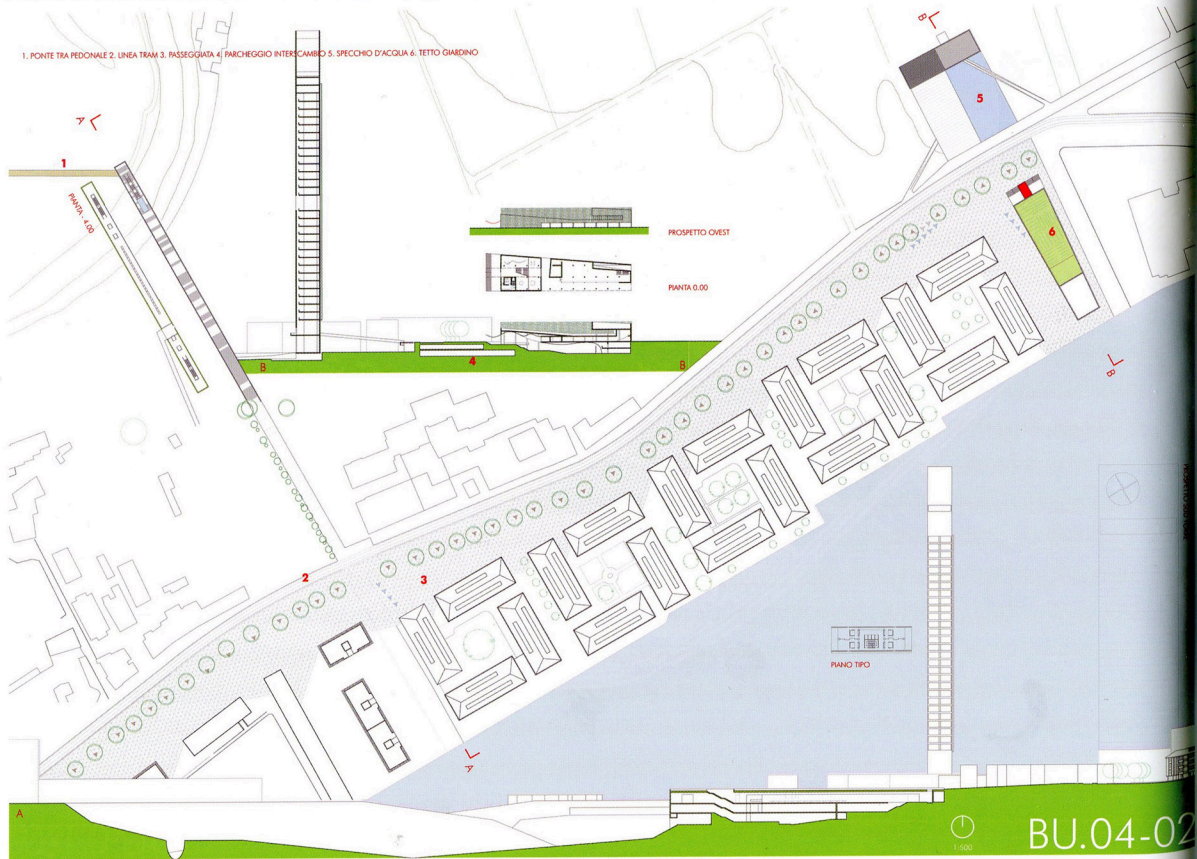 1. PONTE TRA PEDONALE 2. LINEA TRAM 3. PASSEGGIATA 4. PARCHEGGIO INTERSCAMBIO 5. SPECCHIO D'ACQUA 6. TETTO GIARDINO
B
5
A
1
PIANTA - 4.00
PROSPETTO OVEST
6
PIANTA 0.00
B
4
B
B
2
3
PIANO TIPO
A
A
1:500
BU.04-02